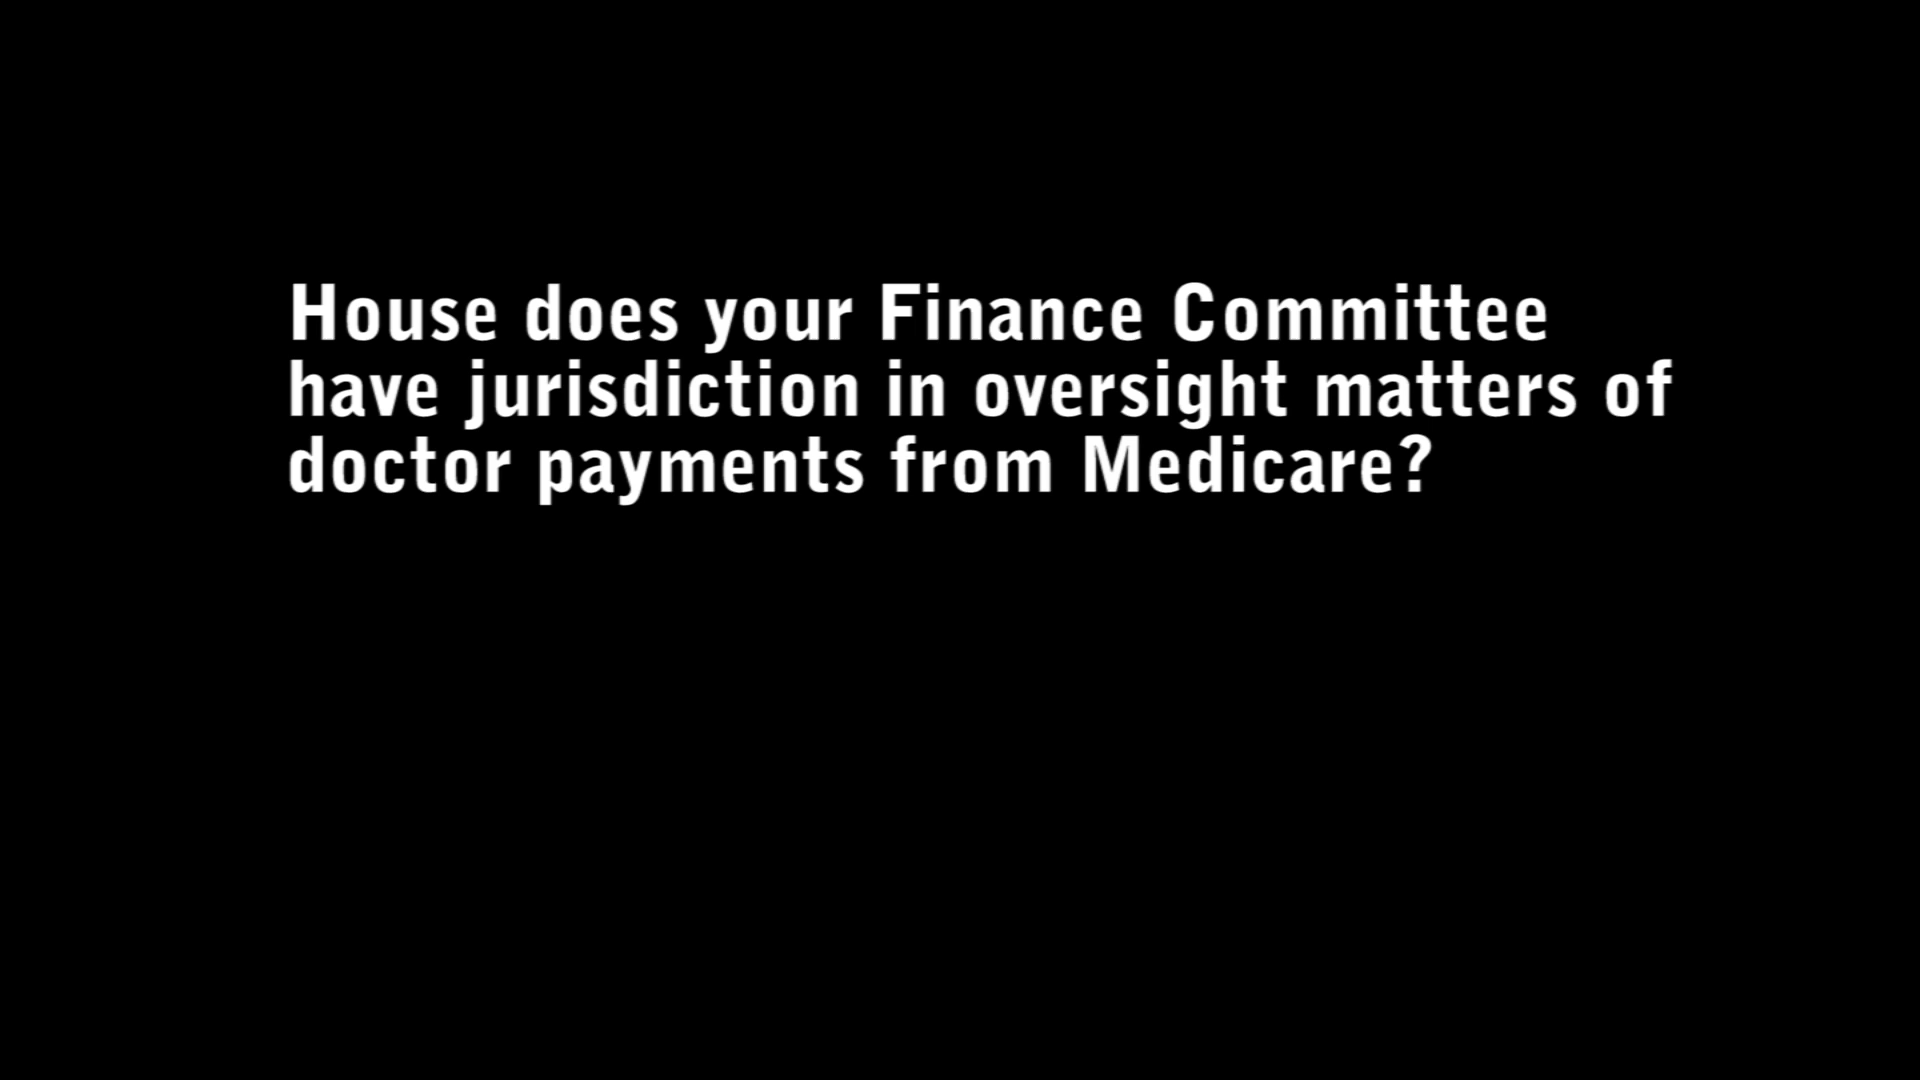 House does your Finance Committee
have jurisdiction in oversight matters of
doctor payments from Medicare?